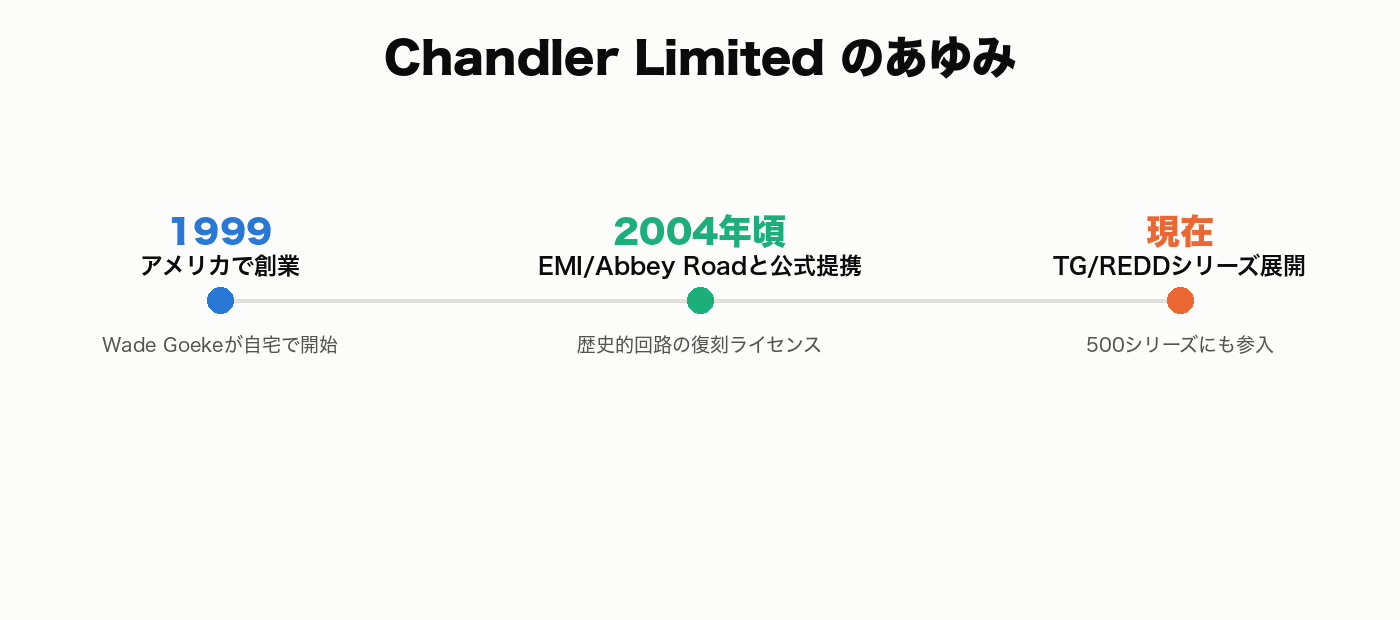 Chandler Limited のあゆみ
1999
アメリカで創業
Wade Goekeが自宅で開始
2004年頃
EMI/Abbey Roadと公式提携
歴史的回路の復刻ライセンス
現在
TG/REDDシリーズ展開
500シリーズにも参入